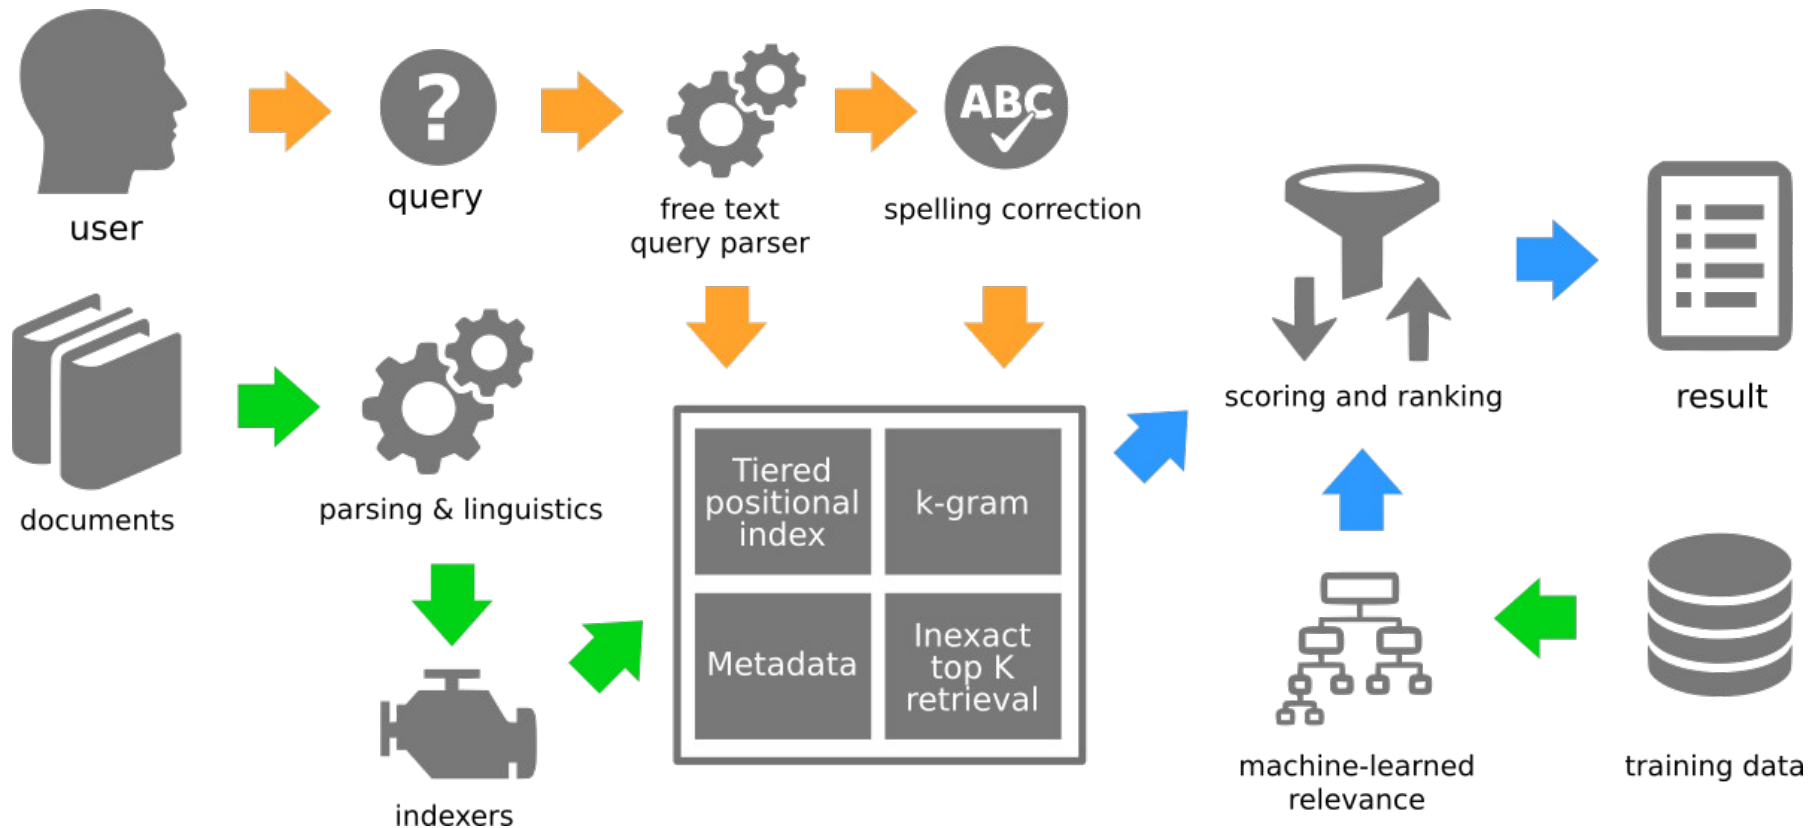 user
query
?
free text
query parser
ABC
spelling correction
documents
parsing & linguistics
indexers
Tiered
positional
index
k-gram
Metadata
Inexact
top K
retrieval
scoring and ranking
result
machine-learned
relevance
training data